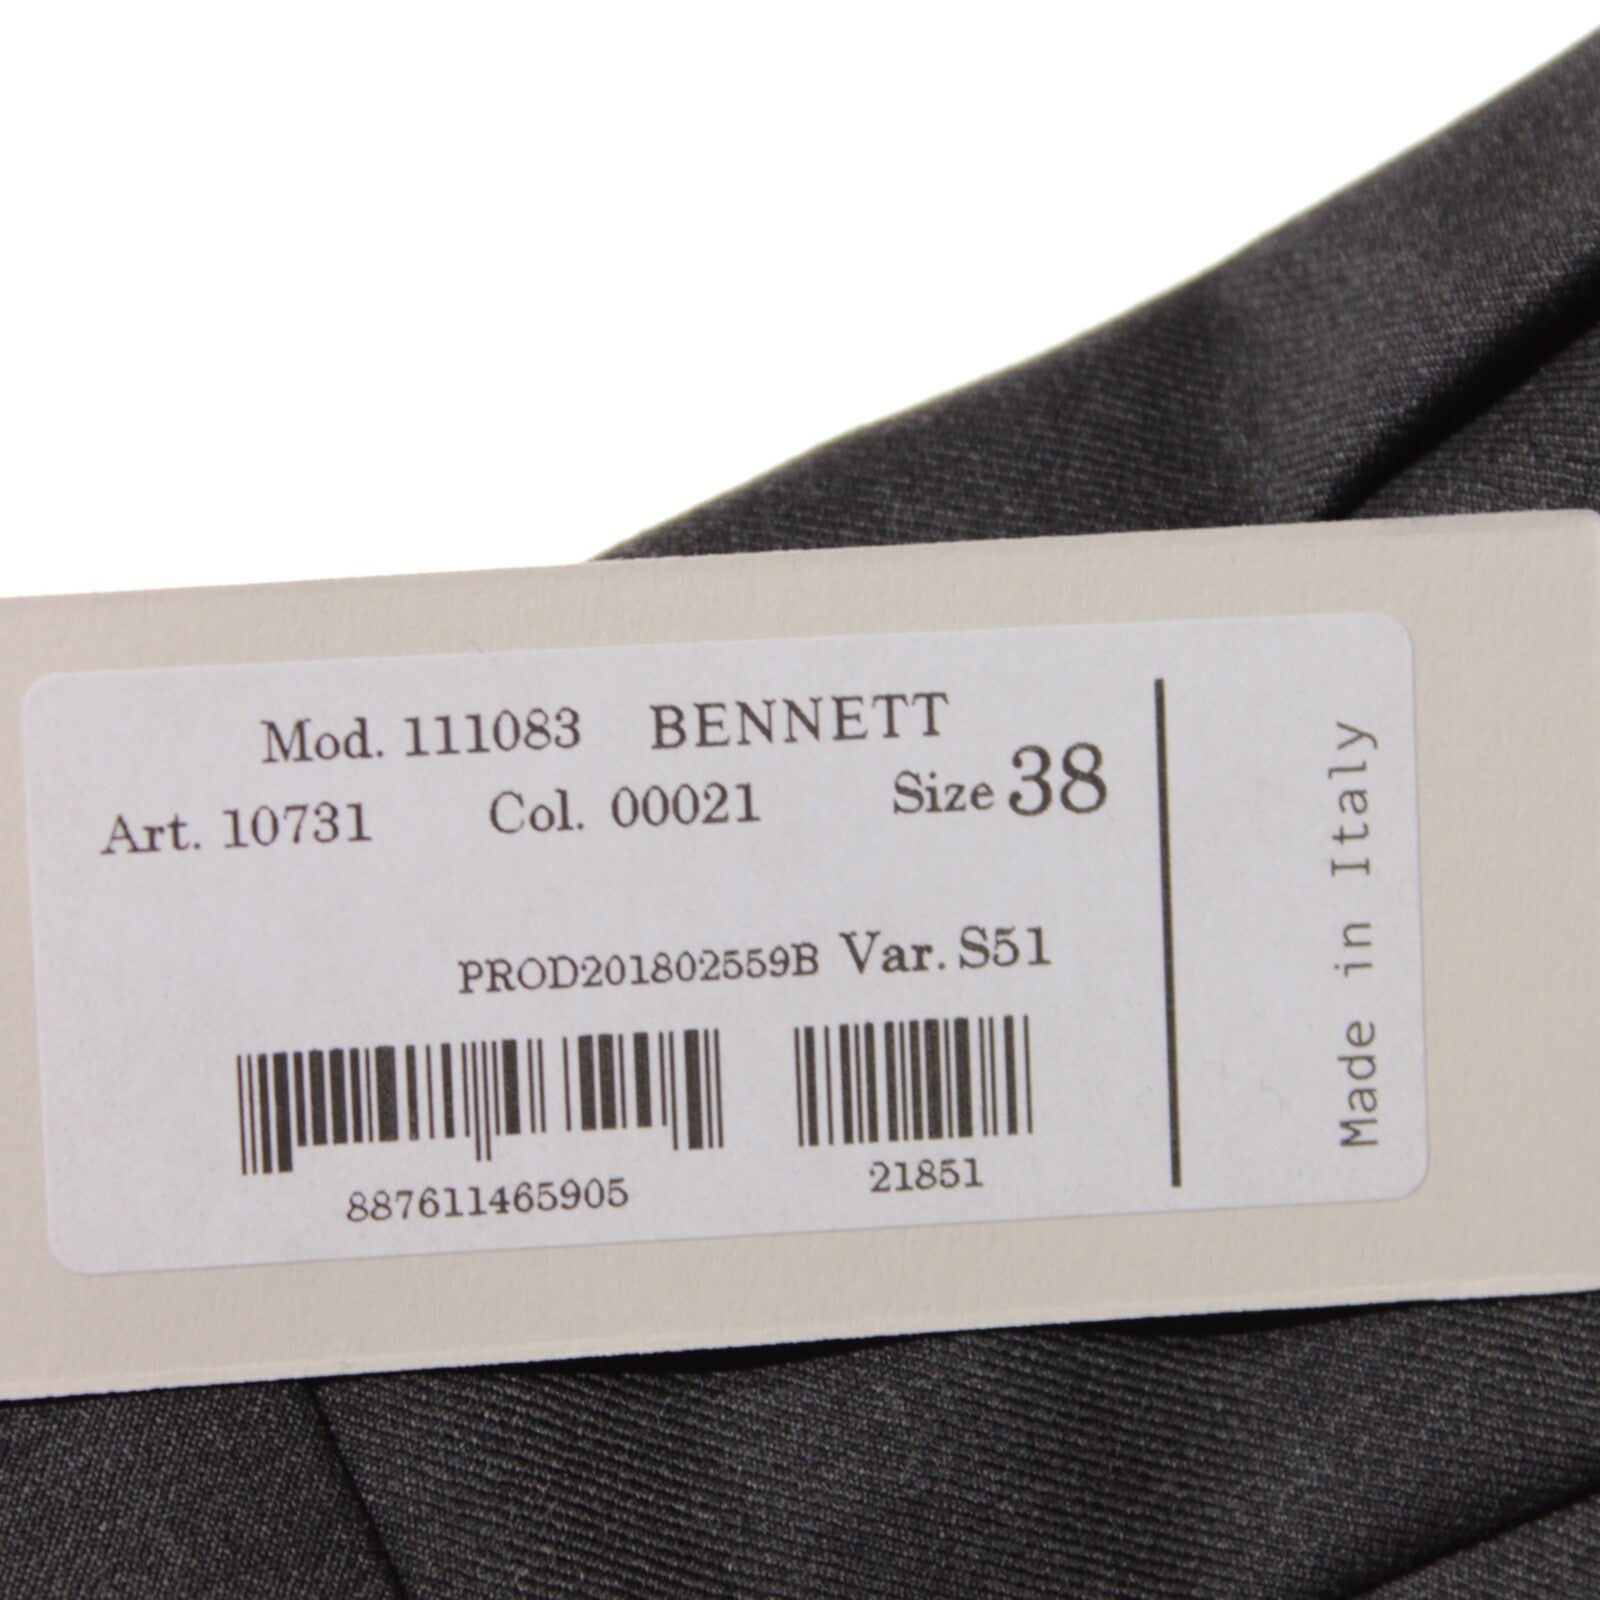 Mod. 111083 BENNETT
Art. 10731 Col. 00021 Size 38
PROD201802559B Var. S51
887611465905 21851
Made in Italy